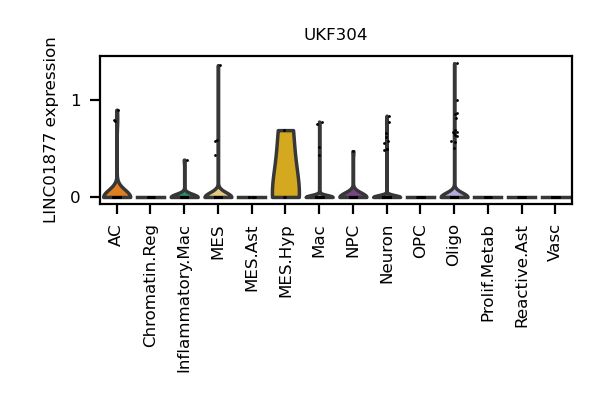 UKF304
LINC01877 expression
1
0
AC
Chromatin.Reg
Inflammatory.Mac
MES
MES.Ast
MES.Hyp
Mac
NPC
Neuron
OPC
Oligo
Prolif.Metab
Reactive.Ast
Vasc